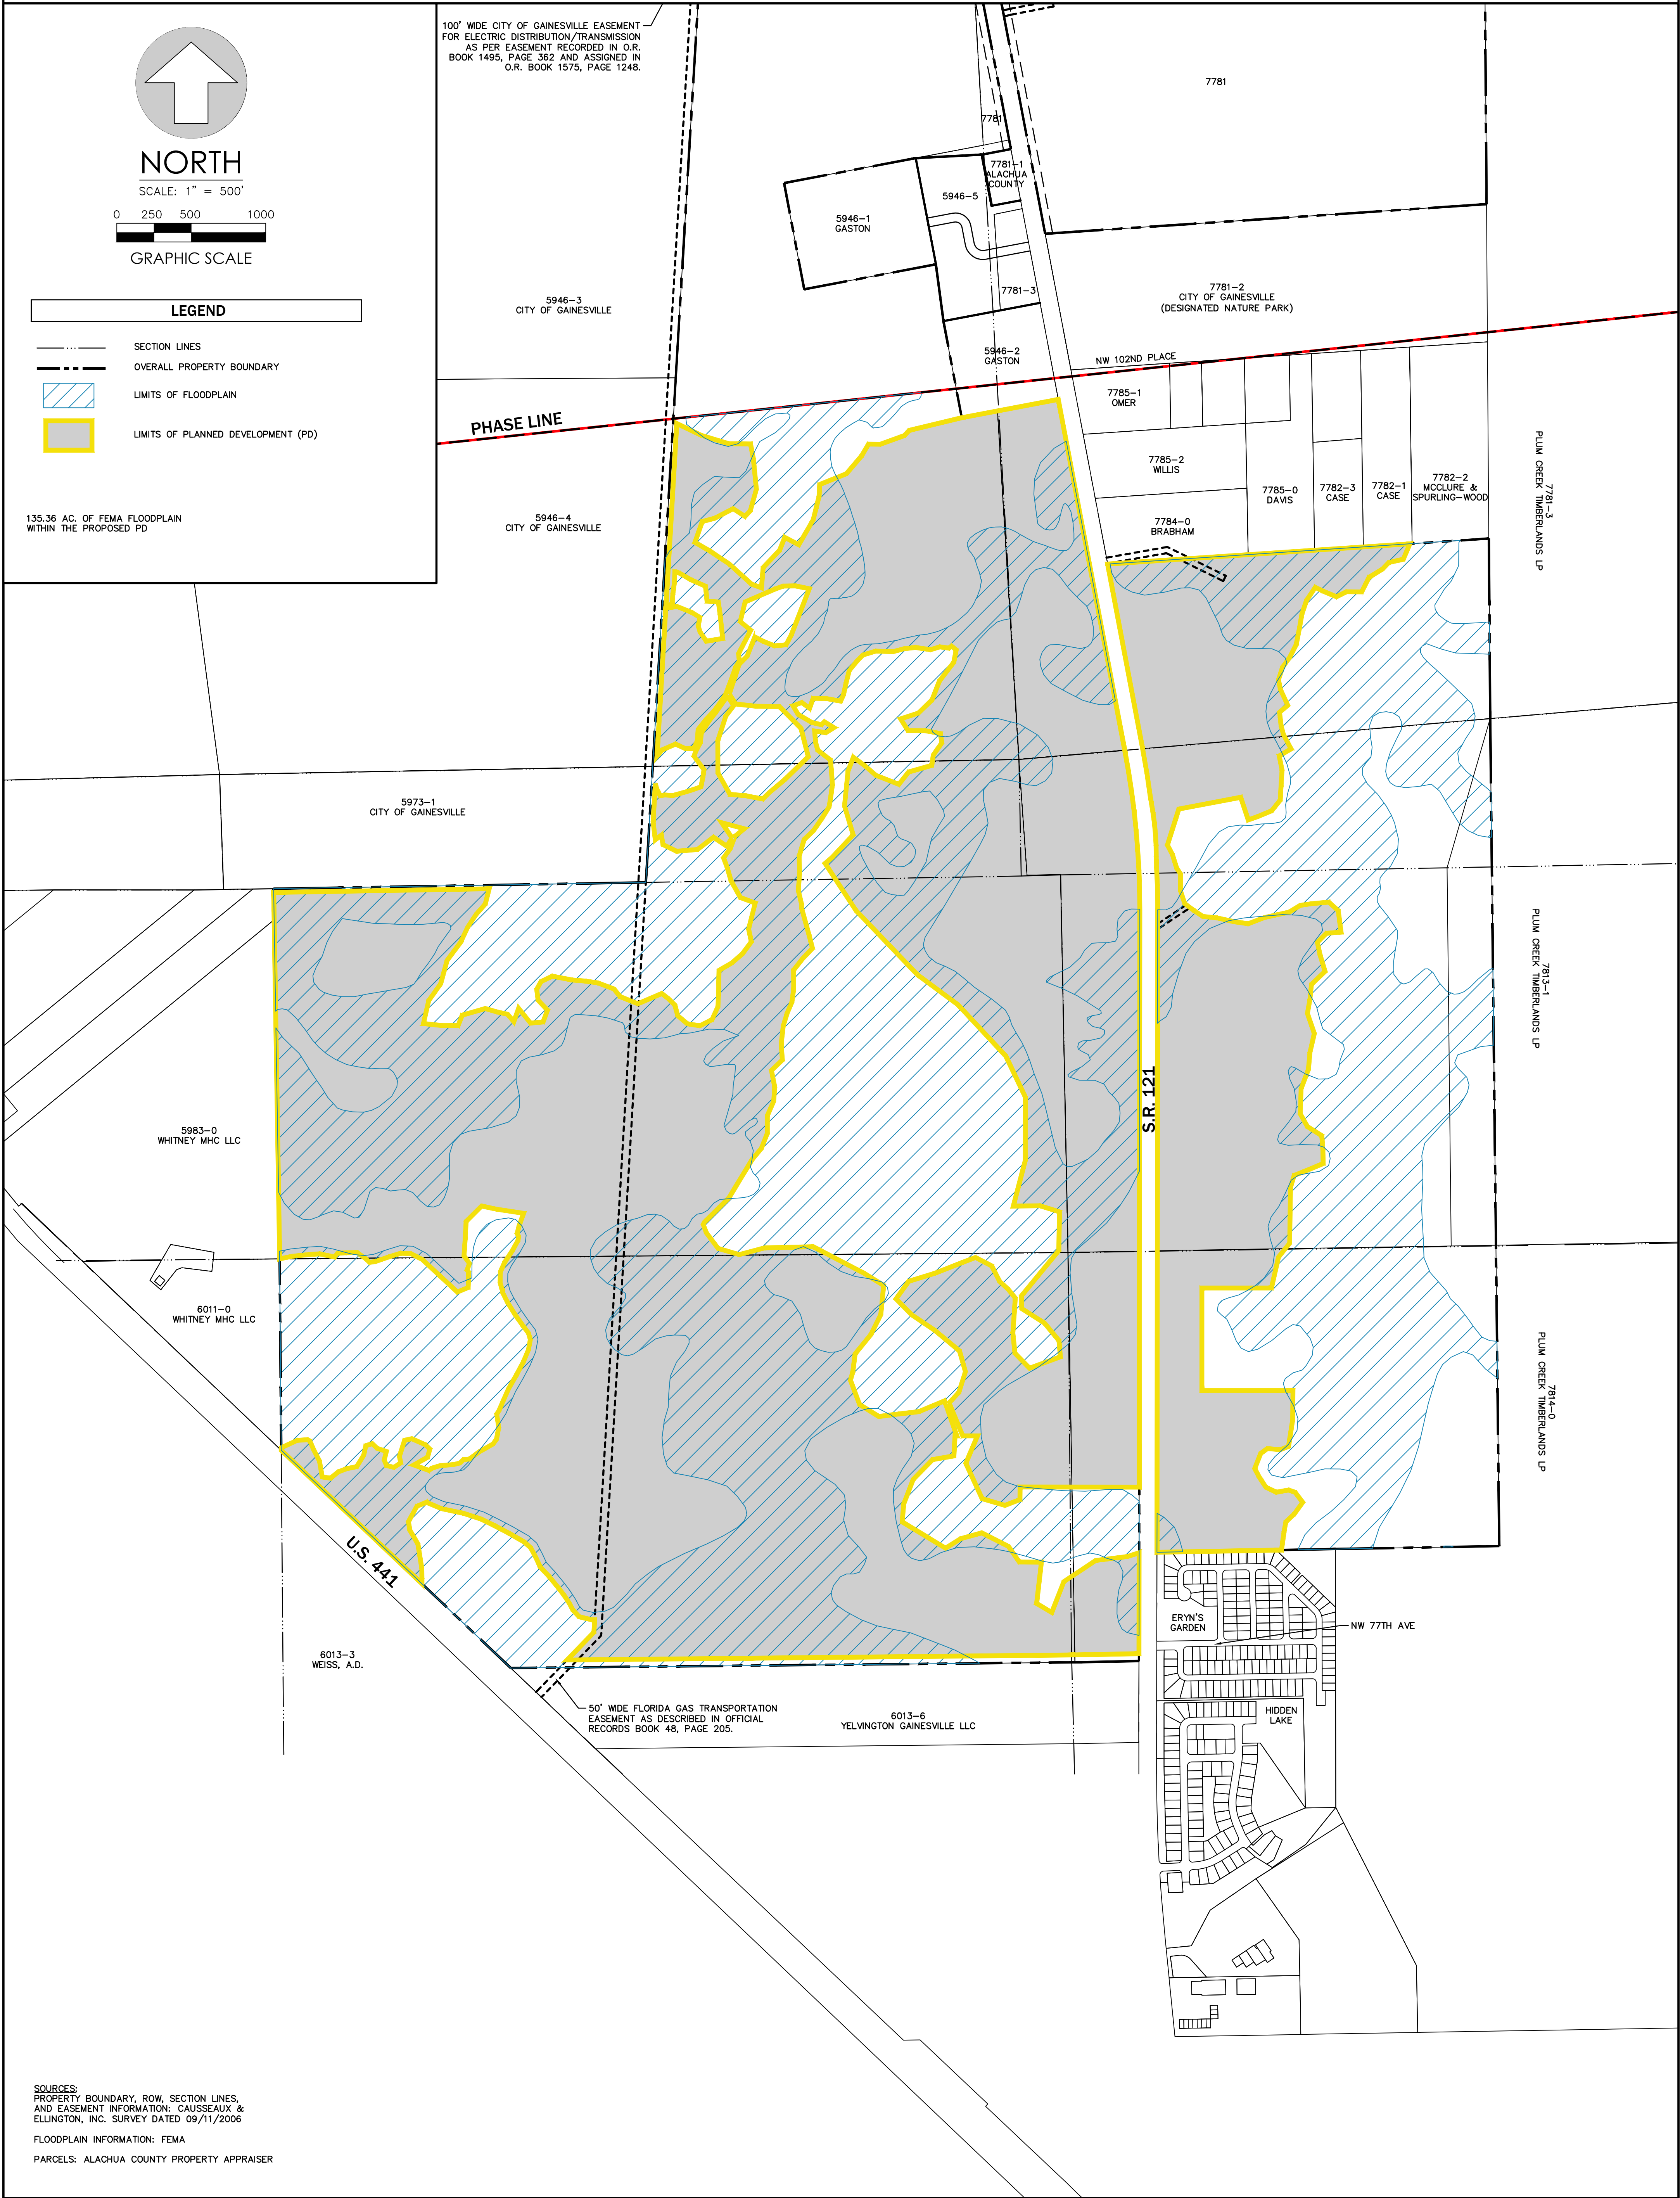 NORTH
SCALE: 1" = 500'
0 250 500 1000
GRAPHIC SCALE
LEGEND
SECTION LINES
OVERALL PROPERTY BOUNDARY
LIMITS OF FLOODPLAIN
LIMITS OF PLANNED DEVELOPMENT (PD)
135.36 AC. OF FEMA FLOODPLAIN
WITHIN THE PROPOSED PD
100' WIDE CITY OF GAINESVILLE EASEMENT
FOR ELECTRIC DISTRIBUTION/TRANSMISSION
AS PER EASEMENT RECORDED IN O.R.
BOOK 1495, PAGE 362 AND ASSIGNED IN
O.R. BOOK 1575, PAGE 1248.
7781
7781
7781-1
ALACHUA
COUNTY
5946-5
5946-1
GASTON
7781-3
5946-3
CITY OF GAINESVILLE
7781-2
CITY OF GAINESVILLE
(DESIGNATED NATURE PARK)
5946-2
GASTON
NW 102ND PLACE
7785-1
OMER
PHASE LINE
7785-2
WILLIS
7785-0
DAVIS
7782-3
CASE
7782-1
CASE
7782-2
MCCLURE &
SPURLING-WOOD
7781-3
PLUM CREEK TIMBERLANDS LP
5946-4
CITY OF GAINESVILLE
7784-0
BRABHAM
5973-1
CITY OF GAINESVILLE
7813-1
PLUM CREEK TIMBERLANDS LP
S.R. 121
5983-0
WHITNEY MHC LLC
6011-0
WHITNEY MHC LLC
7814-0
PLUM CREEK TIMBERLANDS LP
U.S. 441
ERYN'S
GARDEN
NW 77TH AVE
6013-3
WEISS, A.D.
50' WIDE FLORIDA GAS TRANSPORTATION
EASEMENT AS DESCRIBED IN OFFICIAL
RECORDS BOOK 48, PAGE 205.
6013-6
YELVINGTON GAINESVILLE LLC
HIDDEN
LAKE
SOURCES:
PROPERTY BOUNDARY, ROW, SECTION LINES,
AND EASEMENT INFORMATION: CAUSSEAUX &
ELLINGTON, INC. SURVEY DATED 09/11/2006
FLOODPLAIN INFORMATION: FEMA
PARCELS: ALACHUA COUNTY PROPERTY APPRAISER